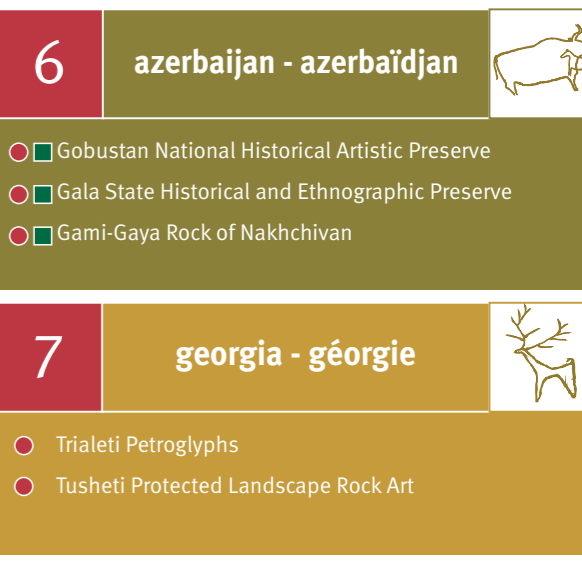 6
azerbaijan - azerbaïdjan
Gobustan National Historical Artistic Preserve
Gala State Historical and Ethnographic Preserve
Gami-Gaya Rock of Nakhchivan
7
georgia - géorgie
Trialeti Petroglyphs
Tusheti Protected Landscape Rock Art